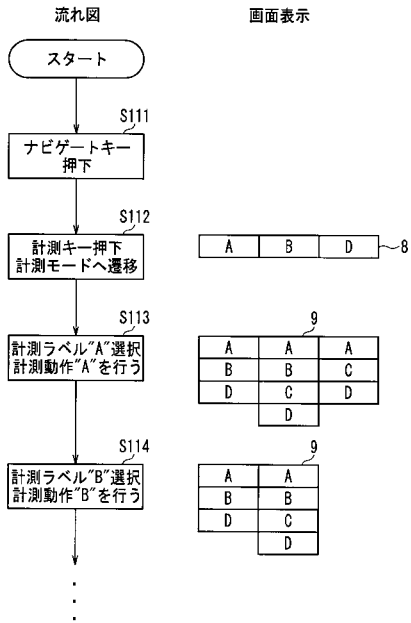 流れ図
画面表示
スタート
S111
ナビゲートキー
押下
S112
計測キー押下
計測モードへ遷移
A B D
8
S113
計測ラベル"A"選択
計測動作"A"を行う
9
A A A
B B C
D C D
D
S114
計測ラベル"B"選択
計測動作"B"を行う
9
A A
B B
D C
D